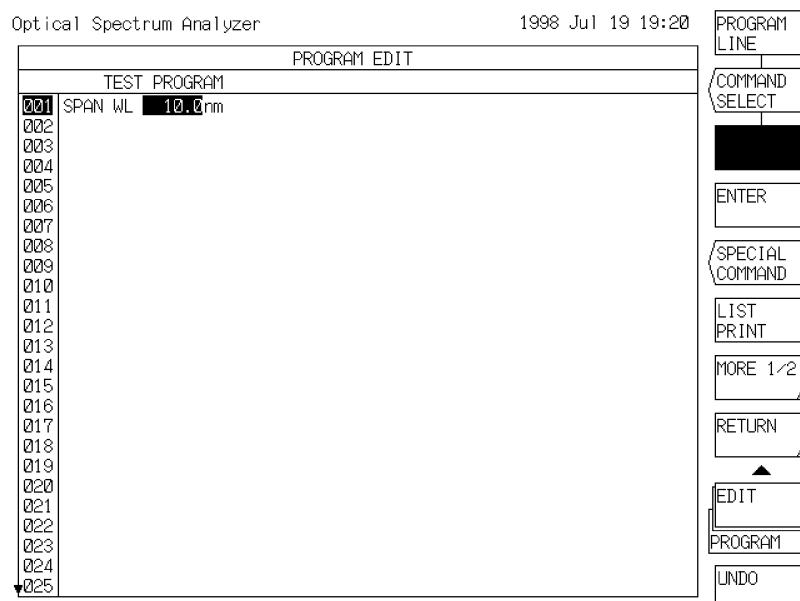 Optical Spectrum Analyzer 1998 Jul 19 19:20
PROGRAM EDIT
TEST PROGRAM
001 SPAN WL 10.0nm
002
003
004
005
006
007
008
009
010
011
012
013
014
015
016
017
018
019
020
021
022
023
024
025
PROGRAM
LINE
COMMAND
SELECT
ENTER
SPECIAL
COMMAND
LIST
PRINT
MORE 1/2
RETURN
EDIT
PROGRAM
UNDO